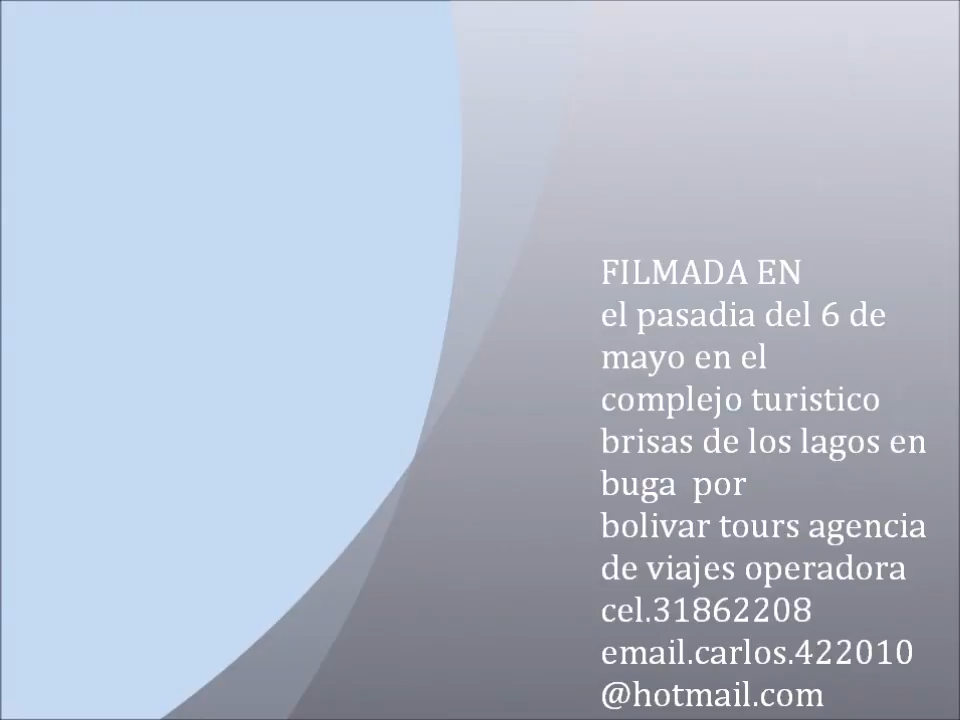 FILMADA EN
el pasadia del 6 de
mayo en el
complejo turistico
brisas de los lagos en
buga  por
bolivar tours agencia
de viajes operadora
cel.31862208
email.carlos.422010
@hotmail.com